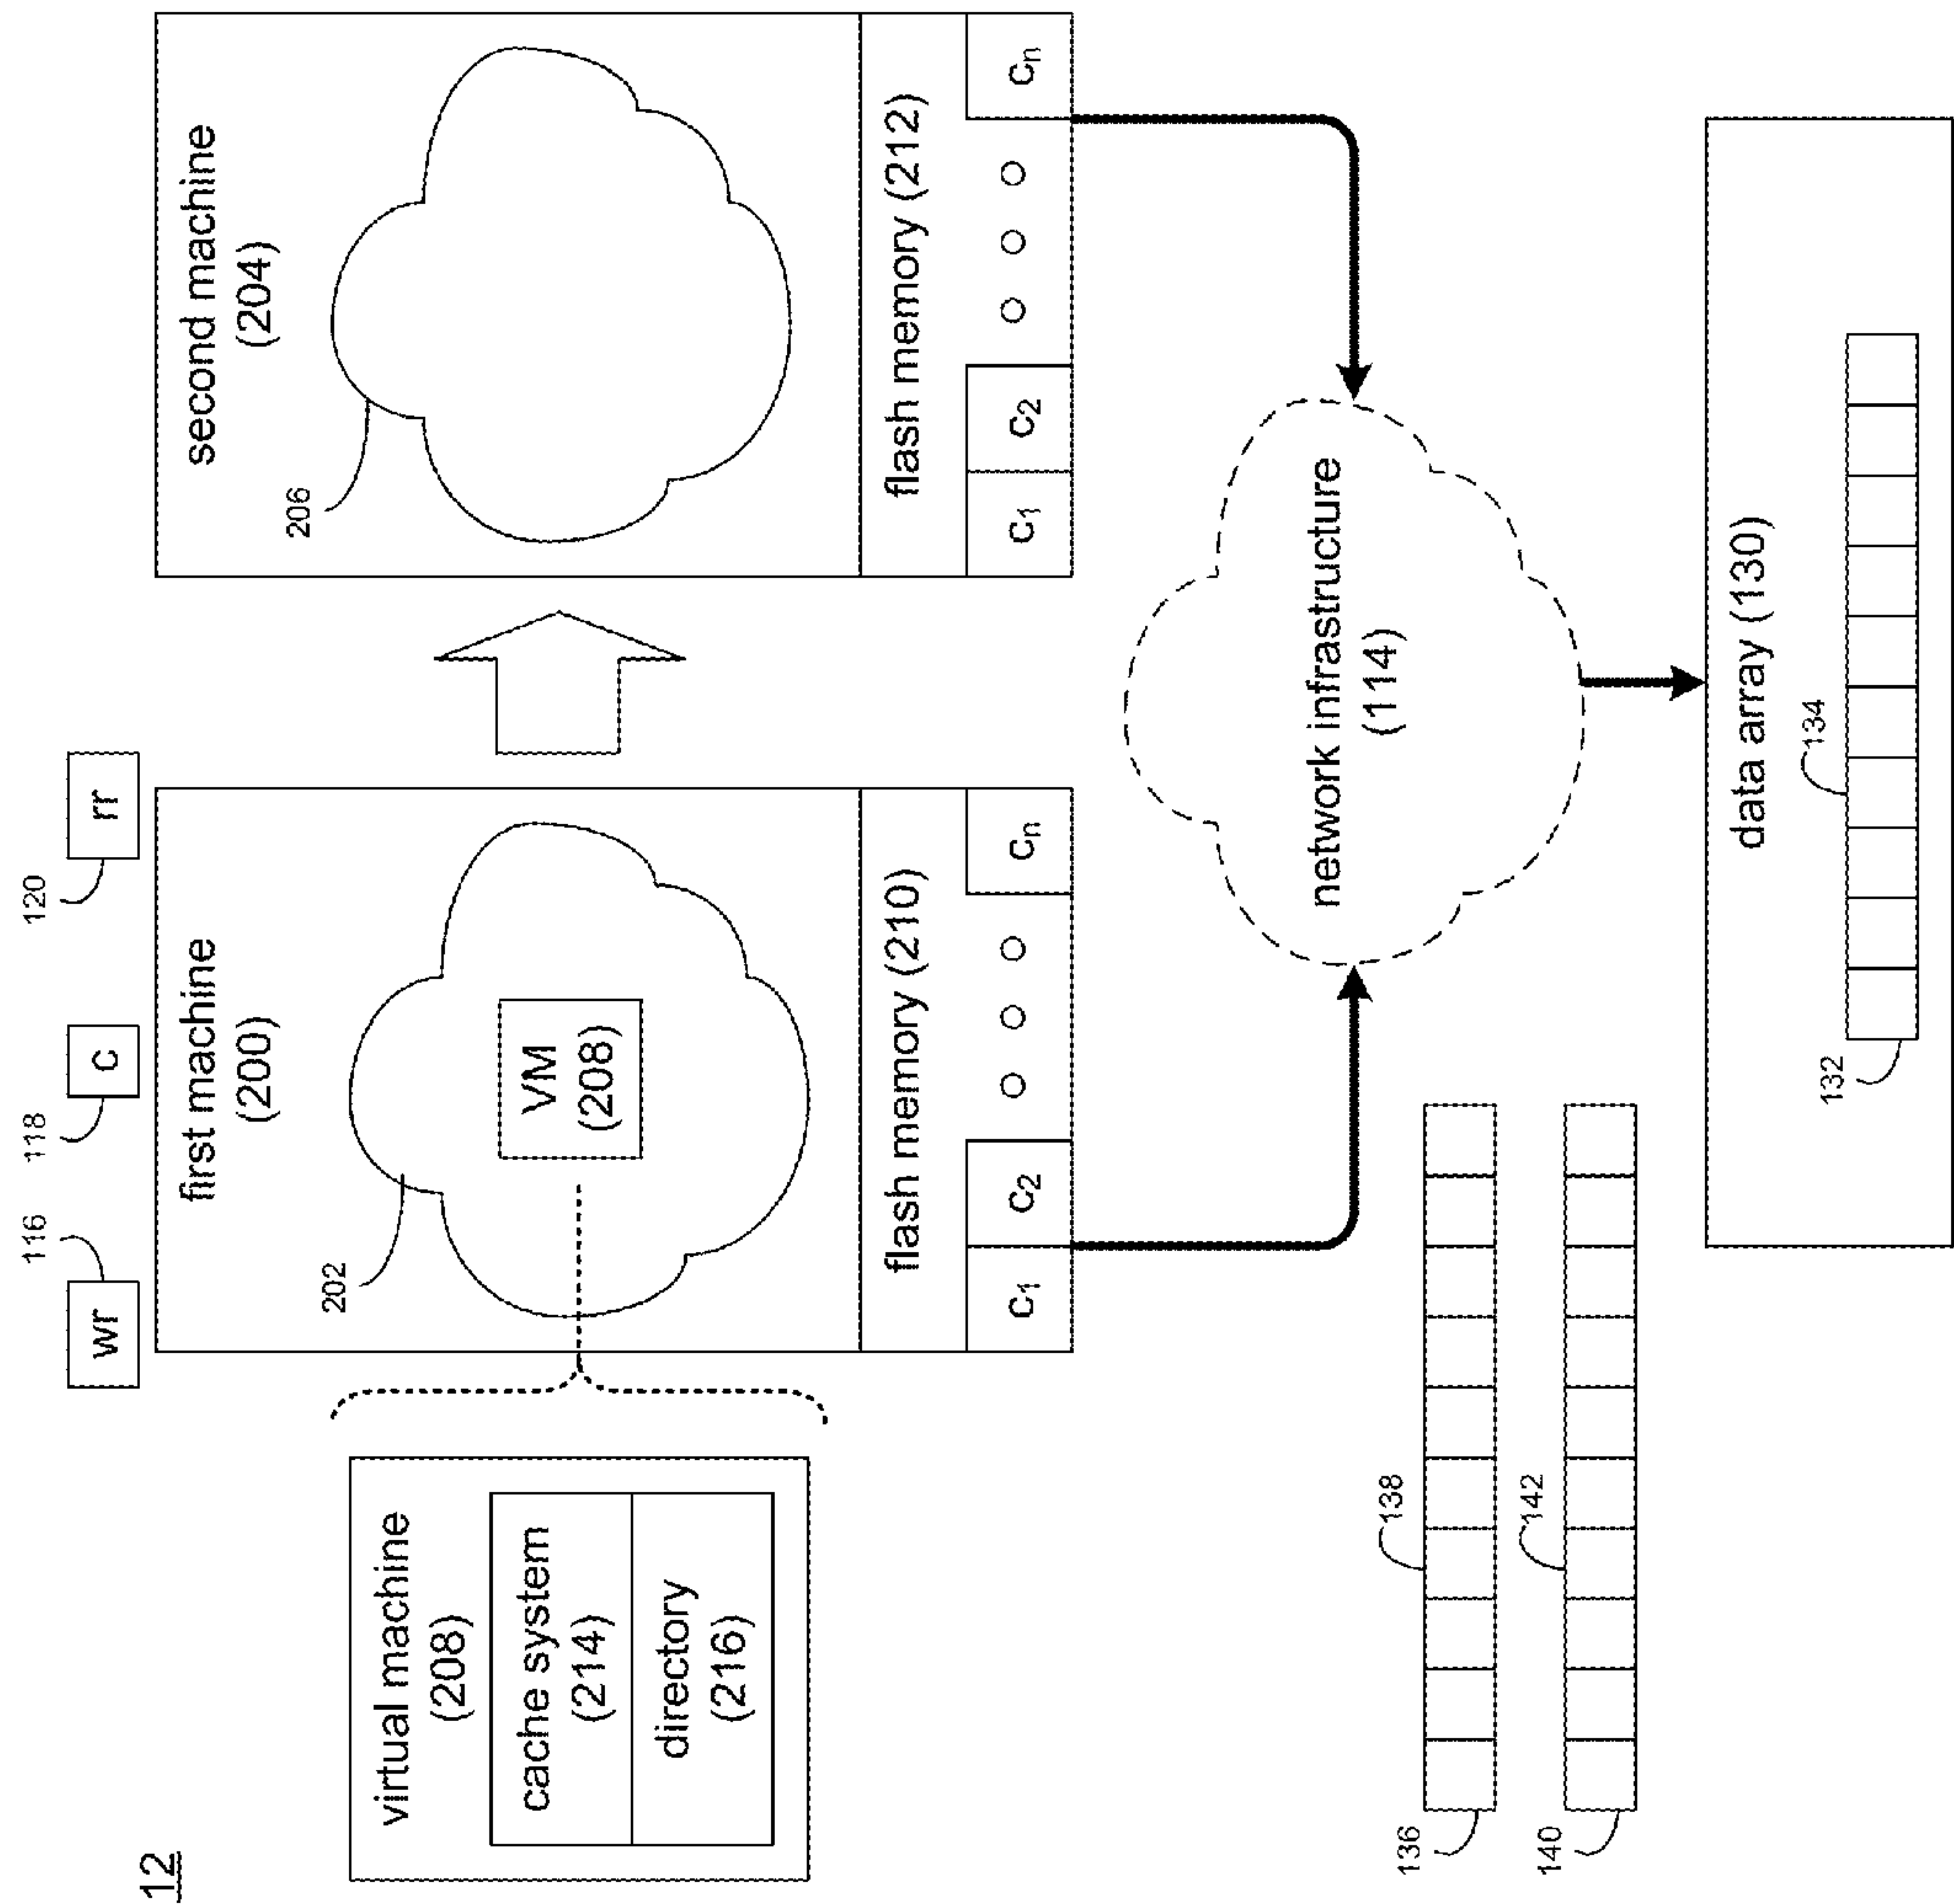 12
116
118
120
wr
c
rr
virtual machine
(208)
cache system
(214)
directory
(216)
first machine
(200)
202
VM
(208)
flash memory (210)
c1
c2
cn
second machine
(204)
206
flash memory (212)
c1
c2
cn
network infrastructure
(114)
136
138
140
142
data array (130)
132
134